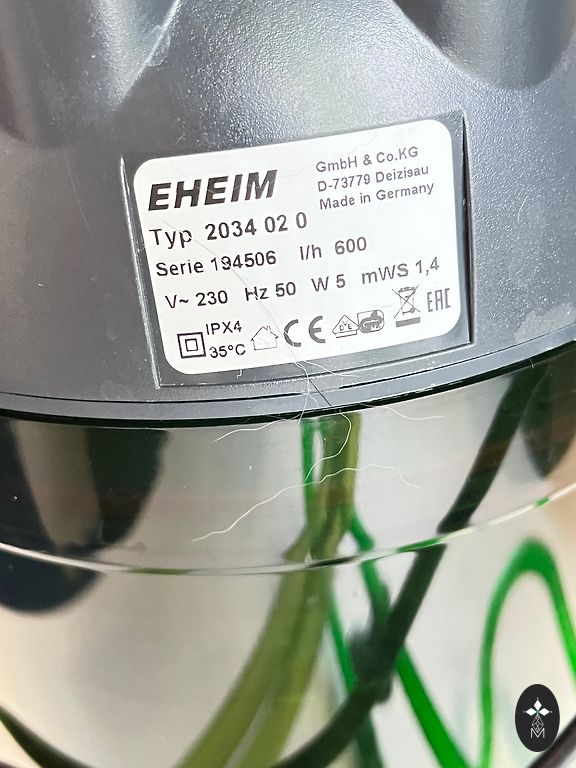 EHEIM
GmbH & Co.KG
D-73779 Deizisau
Made in Germany
Typ 2034 02 0
Serie 194506 l/h 600
V~ 230 Hz 50 W 5 mWS 1,4
IPX4
35°C
CE
EAC
M